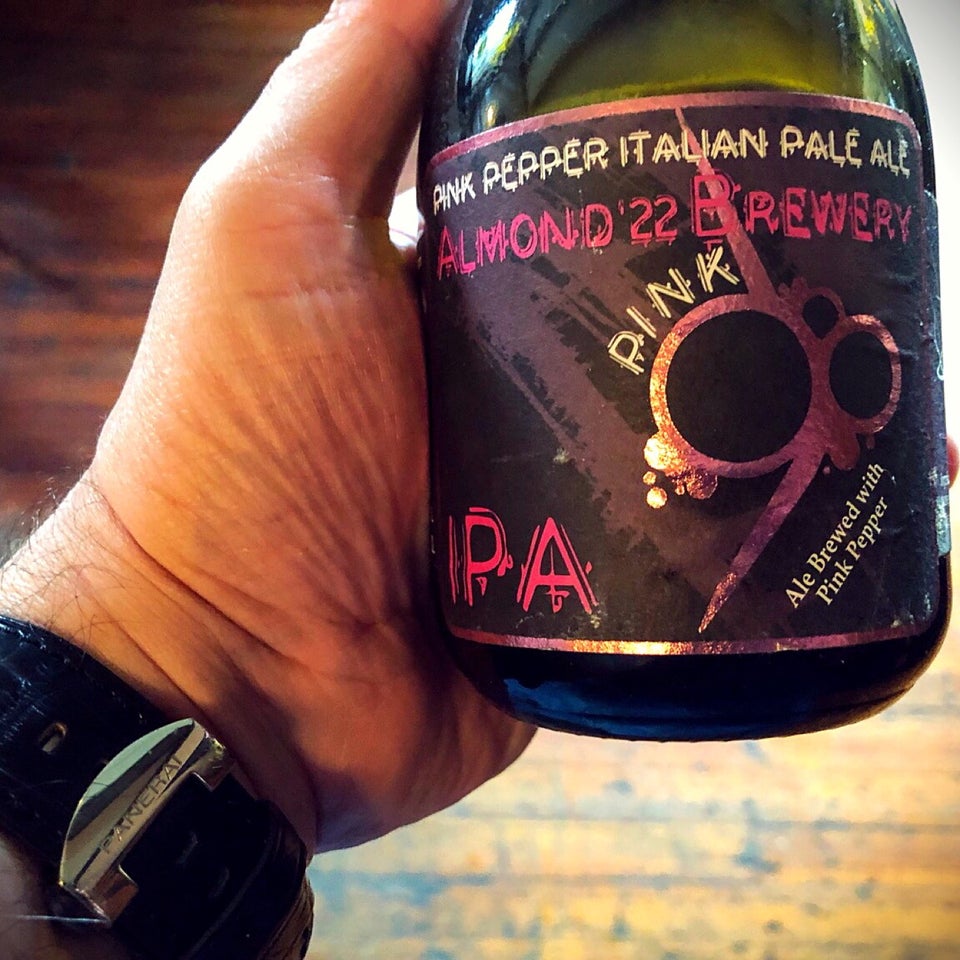 PINK PEPPER ITALIAN PALE ALE
ALMOND '22 BREWERY
PINK
IPA
Ale Brewed with
Pink Pepper
PANERAI